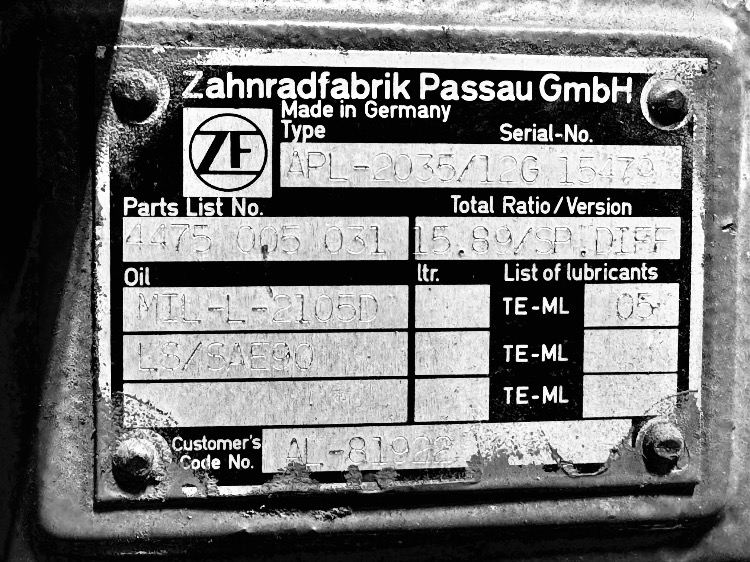 Zahnradfabrik Passau GmbH
Made in Germany
ZF
Type Serial-No.
APL-2035/12G 15479
Parts List No. Total Ratio/Version
4475 005 031 15.89/SP.DIFF
Oil ltr. List of lubricants
MIL-L-2105D TE-ML 05
LS/SAE90 TE-ML
TE-ML
Customer's
Code No. AL-81922